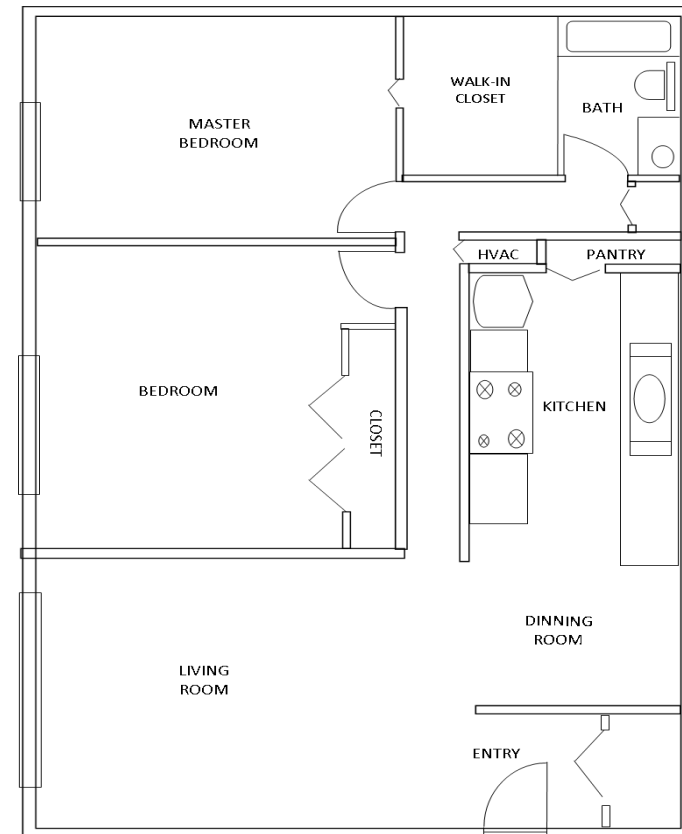 WALK-IN
CLOSET
BATH
MASTER
BEDROOM
HVAC
PANTRY
BEDROOM
KITCHEN
CLOSET
DINNING
ROOM
LIVING
ROOM
ENTRY